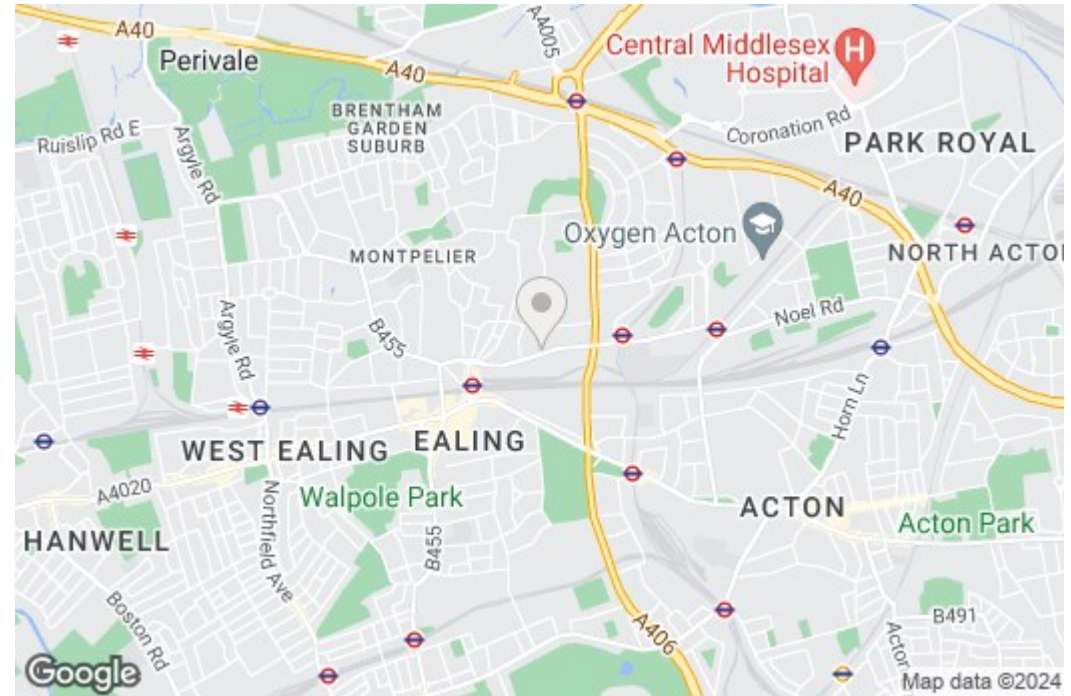 A40
A4005
Central Middlesex
Hospital
H
Perivale
A40
BRENTHAM
GARDEN
SUBURB
Coronation Rd
Ruislip Rd E
PARK ROYAL
Argyle Rd
A40
Oxygen Acton
NORTH ACTO
MONTPELIER
Noel Rd
Argyle Rd
B455
Horn Ln
WEST EALING
EALING
A4020
Walpole Park
ACTON
Acton Park
HANWELL
Northfield Ave
B455
Boston Rd
B491
A406
Acton
Google
Map data ©2024